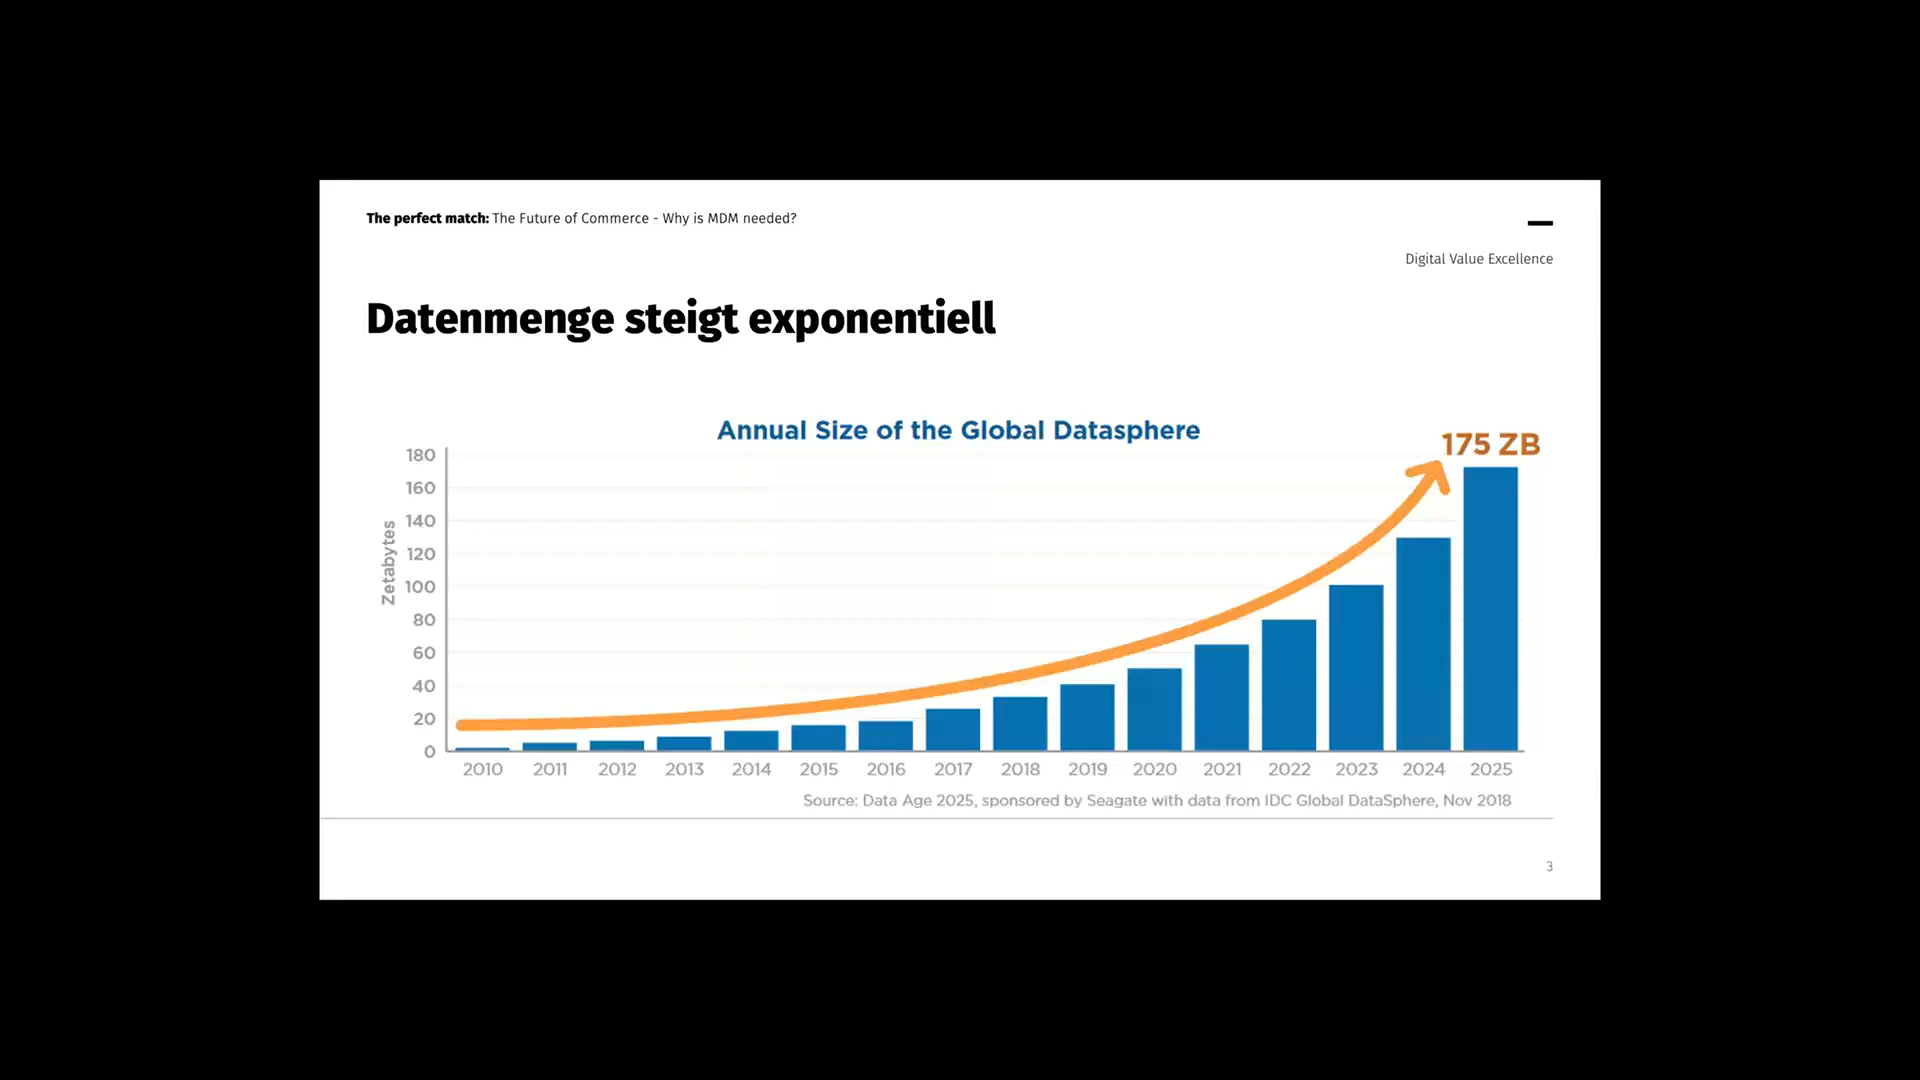 The perfect match: The Future of Commerce - Why is MDM needed?
Digital Value Excellence
Datenmenge steigt exponentiell
Annual Size of the Global Datasphere
175 ZB
Zetabytes
180
160
140
120
100
80
60
40
20
0
2010 2011 2012 2013 2014 2015 2016 2017 2018 2019 2020 2021 2022 2023 2024 2025
Source: Data Age 2025, sponsored by Seagate with data from IDC Global DataSphere, Nov 2018
3